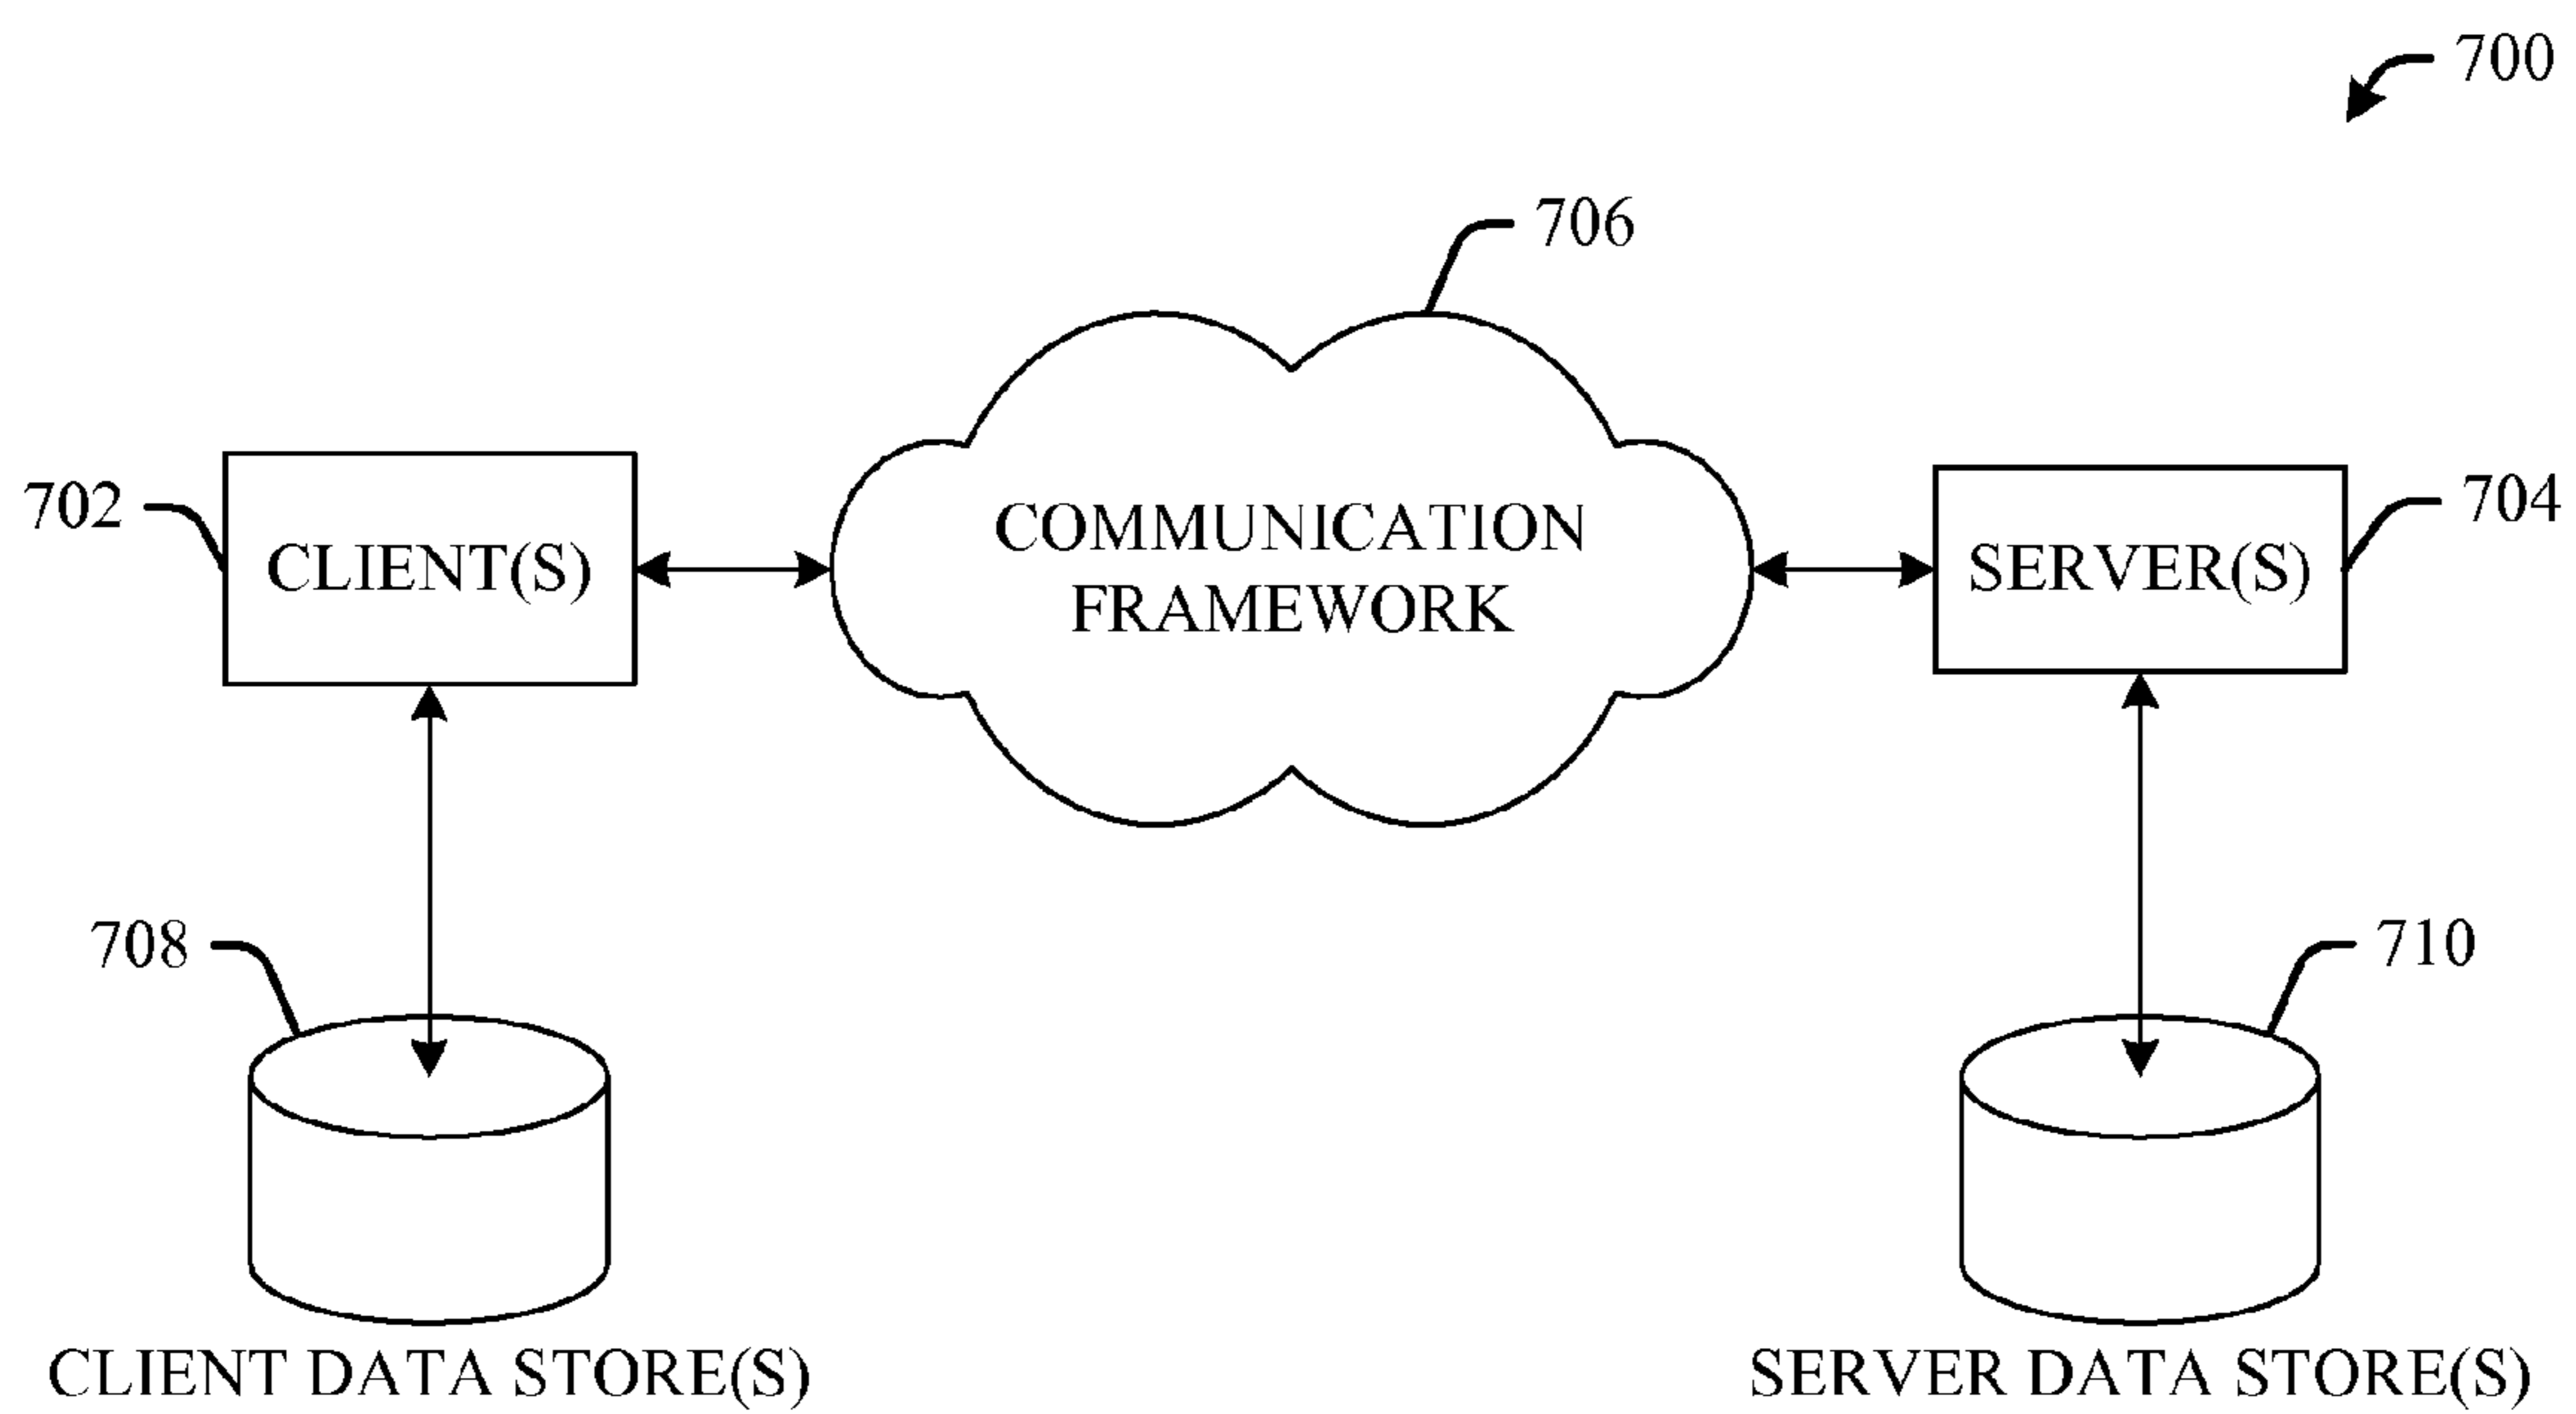 700
706
702
CLIENT(S)
COMMUNICATION
FRAMEWORK
SERVER(S)
704
708
710
CLIENT DATA STORE(S)
SERVER DATA STORE(S)